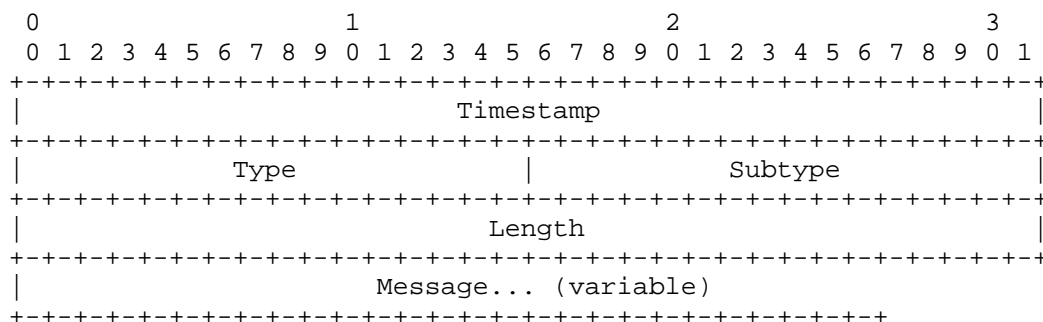 0                   1                   2                   3
 0 1 2 3 4 5 6 7 8 9 0 1 2 3 4 5 6 7 8 9 0 1 2 3 4 5 6 7 8 9 0 1
+-+-+-+-+-+-+-+-+-+-+-+-+-+-+-+-+-+-+-+-+-+-+-+-+-+-+-+-+-+-+-+-+
|                           Timestamp                           |
+-+-+-+-+-+-+-+-+-+-+-+-+-+-+-+-+-+-+-+-+-+-+-+-+-+-+-+-+-+-+-+-+
|             Type              |            Subtype            |
+-+-+-+-+-+-+-+-+-+-+-+-+-+-+-+-+-+-+-+-+-+-+-+-+-+-+-+-+-+-+-+-+
|                             Length                            |
+-+-+-+-+-+-+-+-+-+-+-+-+-+-+-+-+-+-+-+-+-+-+-+-+-+-+-+-+-+-+-+-+
|                      Message... (variable)
+-+-+-+-+-+-+-+-+-+-+-+-+-+-+-+-+-+-+-+-+-+-+-+-+-+-+-+